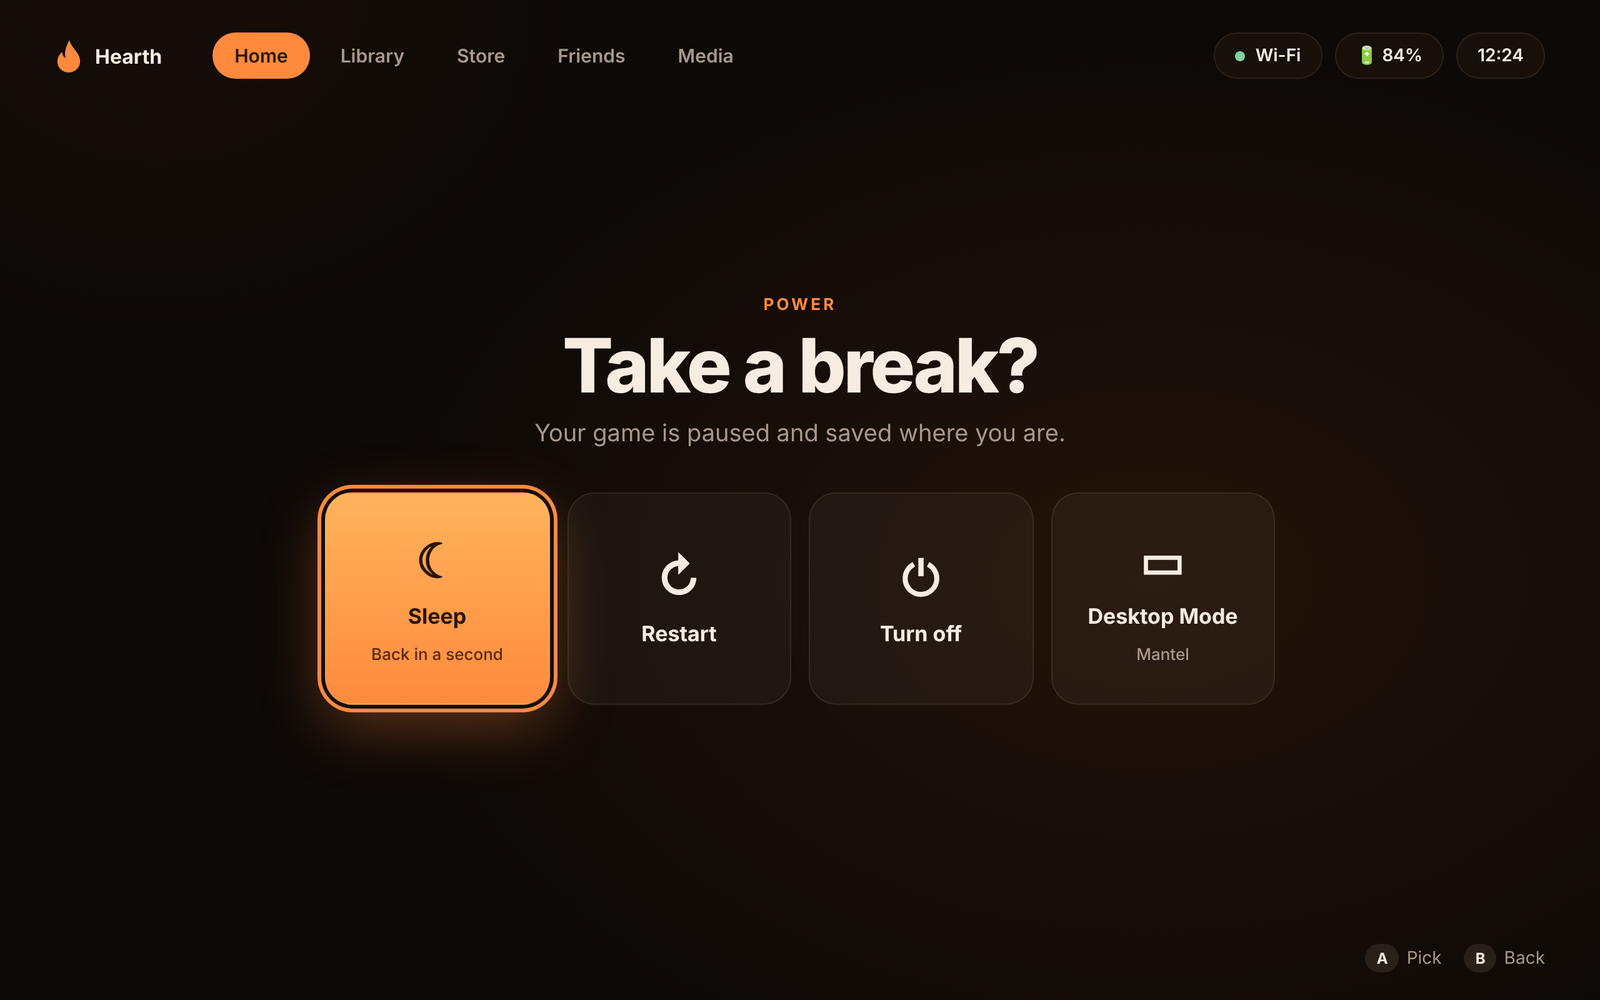 Hearth
Home
Library
Store
Friends
Media
Wi-Fi
84%
12:24
POWER
Take a break?
Your game is paused and saved where you are.
Sleep
Back in a second
Restart
Turn off
Desktop Mode
Mantel
A Pick
B Back